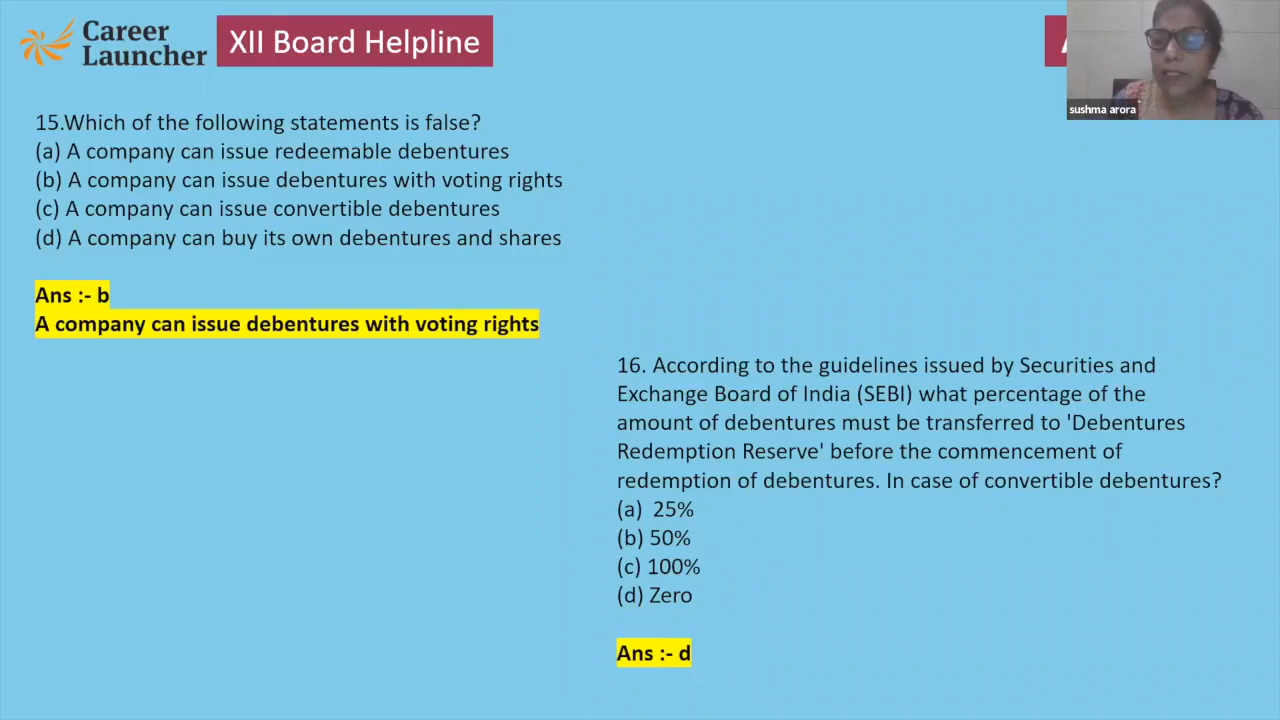 Career
Launcher
XII Board Helpline
sushma arora
15.Which of the following statements is false?
(a) A company can issue redeemable debentures
(b) A company can issue debentures with voting rights
(c) A company can issue convertible debentures
(d) A company can buy its own debentures and shares
Ans :- b
A company can issue debentures with voting rights
16. According to the guidelines issued by Securities and
Exchange Board of India (SEBI) what percentage of the
amount of debentures must be transferred to 'Debentures
Redemption Reserve' before the commencement of
redemption of debentures. In case of convertible debentures?
(a) 25%
(b) 50%
(c) 100%
(d) Zero
Ans :- d